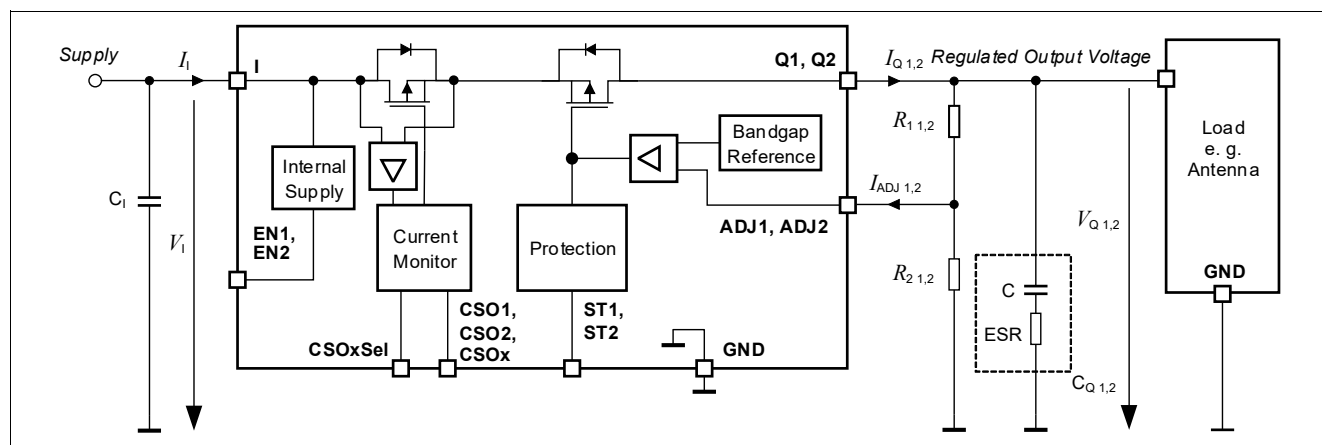 Supply
I_I
I
Q1, Q2
I_Q 1,2
Regulated Output Voltage
R_1 1,2
Load
e. g.
Antenna
Bandgap
Reference
Internal
Supply
I_ADJ 1,2
C_I
V_I
EN1,
EN2
Current
Monitor
Protection
ADJ1, ADJ2
V_Q 1,2
R_2 1,2
GND
C
ESR
CSO1,
CSO2,
CSOx
ST1,
ST2
CSOxSel
GND
C_Q 1,2